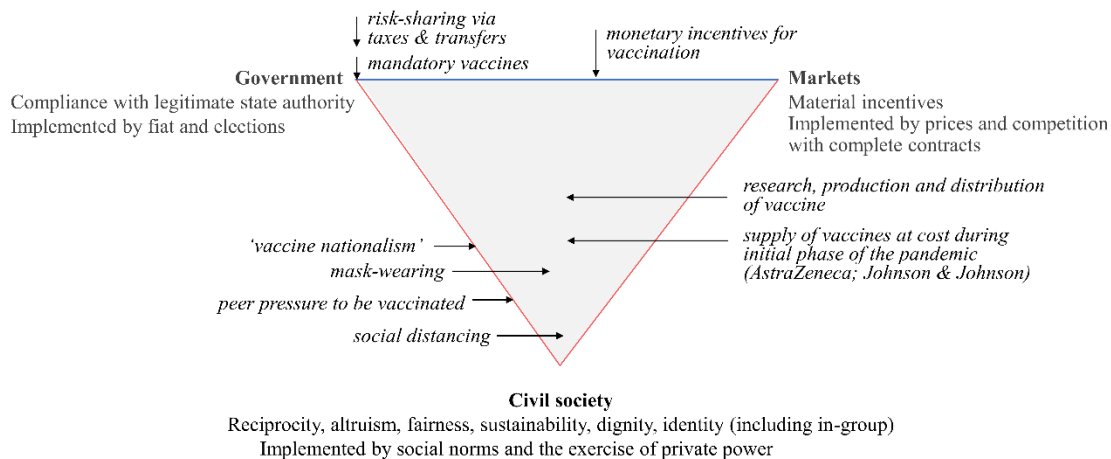 risk-sharing via
taxes & transfers
mandatory vaccines
monetary incentives for
vaccination
Government
Compliance with legitimate state authority
Implemented by fiat and elections
Markets
Material incentives
Implemented by prices and competition
with complete contracts
research, production and distribution
of vaccine
supply of vaccines at cost during
initial phase of the pandemic
(AstraZeneca; Johnson & Johnson)
‘vaccine nationalism’
mask-wearing
peer pressure to be vaccinated
social distancing
Civil society
Reciprocity, altruism, fairness, sustainability, dignity, identity (including in-group)
Implemented by social norms and the exercise of private power